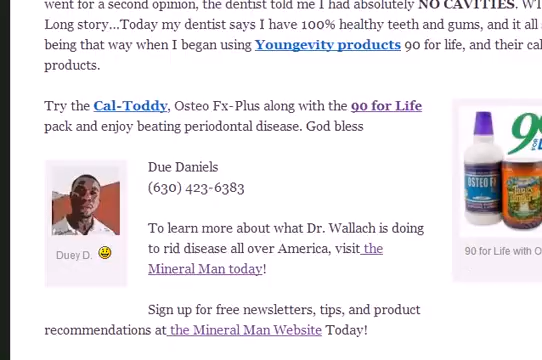 went for a second opinion, the dentist told me I had absolutely NO CAVITIES. WT
Long story...Today my dentist says I have 100% healthy teeth and gums, and it all
being that way when I began using Youngevity products 90 for life, and their cal
products.
Try the Cal-Toddy, Osteo Fx-Plus along with the 90 for Life
pack and enjoy beating periodontal disease. God bless
Due Daniels
(630) 423-6383
To learn more about what Dr. Wallach is doing
to rid disease all over America, visit the
Mineral Man today!
Duey D.
Sign up for free newsletters, tips, and product
recommendations at the Mineral Man Website Today!
90
OSTEO FX
90 for Life with O